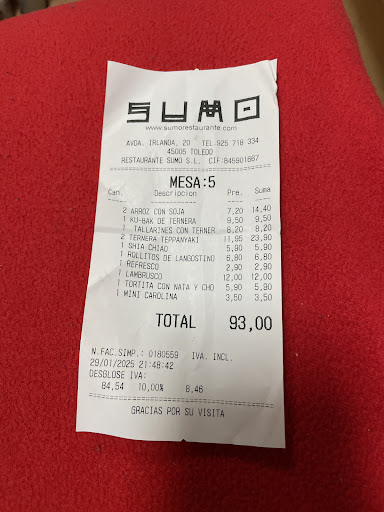 SUMO
www.sumorestaurante.com
AVDA. IRLANDA, 20 TEL.925 718 334
45005 TOLEDO
RESTAURANTE SUMO S.L. CIF:B45901667
MESA:5
Can. Descripcion Pre. Suma
2 ARROZ CON SOJA 7,20 14,40
1 KU-BAK DE TERNERA 9,50 9,50
1 TALLARINES CON TERNER 8,20 8,20
2 TERNERA TEPPANYAKI 11,95 23,90
1 SHIA CHIAO 5,90 5,90
1 ROLLITOS DE LANGOSTINO 6,80 6,80
1 REFRESCO 2,90 2,90
1 LAMBRUSCO 12,00 12,00
1 TORTITA CON NATA Y CHO 5,90 5,90
1 MINI CAROLINA 3,50 3,50
TOTAL 93,00
N.FAC.SIMP.: 0180559 IVA. INCL.
29/01/2025 21:48:42
DESGLOSE IVA:
84,54 10,00% 8,46
GRACIAS POR SU VISITA